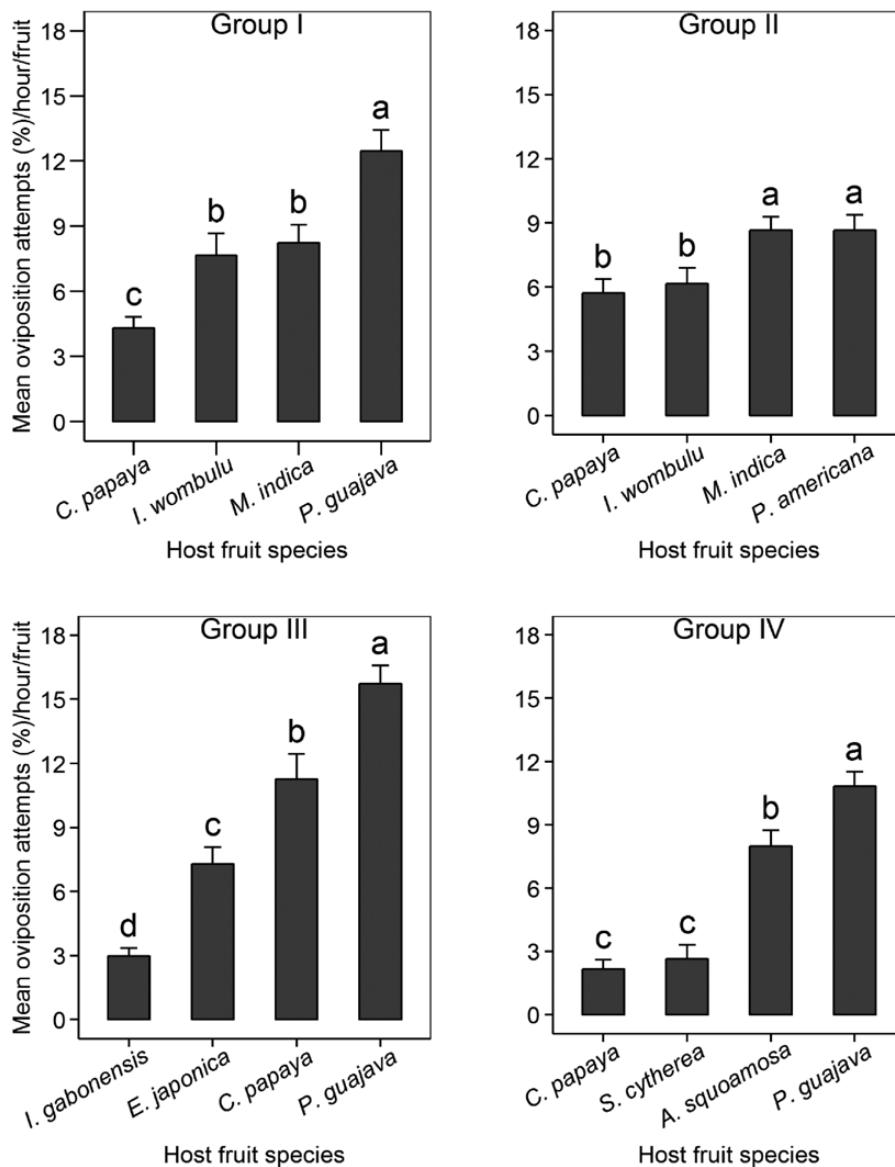 Group I
Mean oviposition attempts (%)/hour/fruit
18
15
12
9
6
3
0
c
b
b
a
C. papaya
I. wombulu
M. indica
P. guajava
Host fruit species
Group II
18
15
12
9
6
3
0
b
b
a
a
C. papaya
I. wombulu
M. indica
P. americana
Host fruit species
Group III
Mean oviposition attempts (%)/hour/fruit
18
15
12
9
6
3
0
d
c
b
a
I. gabonensis
E. japonica
C. papaya
P. guajava
Host fruit species
Group IV
18
15
12
9
6
3
0
c
c
b
a
C. papaya
S. cytherea
A. squoamosa
P. guajava
Host fruit species